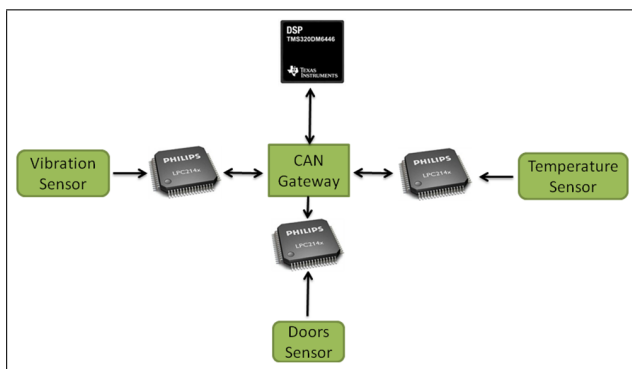 DSP
TMS320DM6446
TEXAS
INSTRUMENTS
Vibration
Sensor
PHILIPS
LPC214x
CAN
Gateway
PHILIPS
LPC214x
Temperature
Sensor
PHILIPS
LPC214x
Doors
Sensor